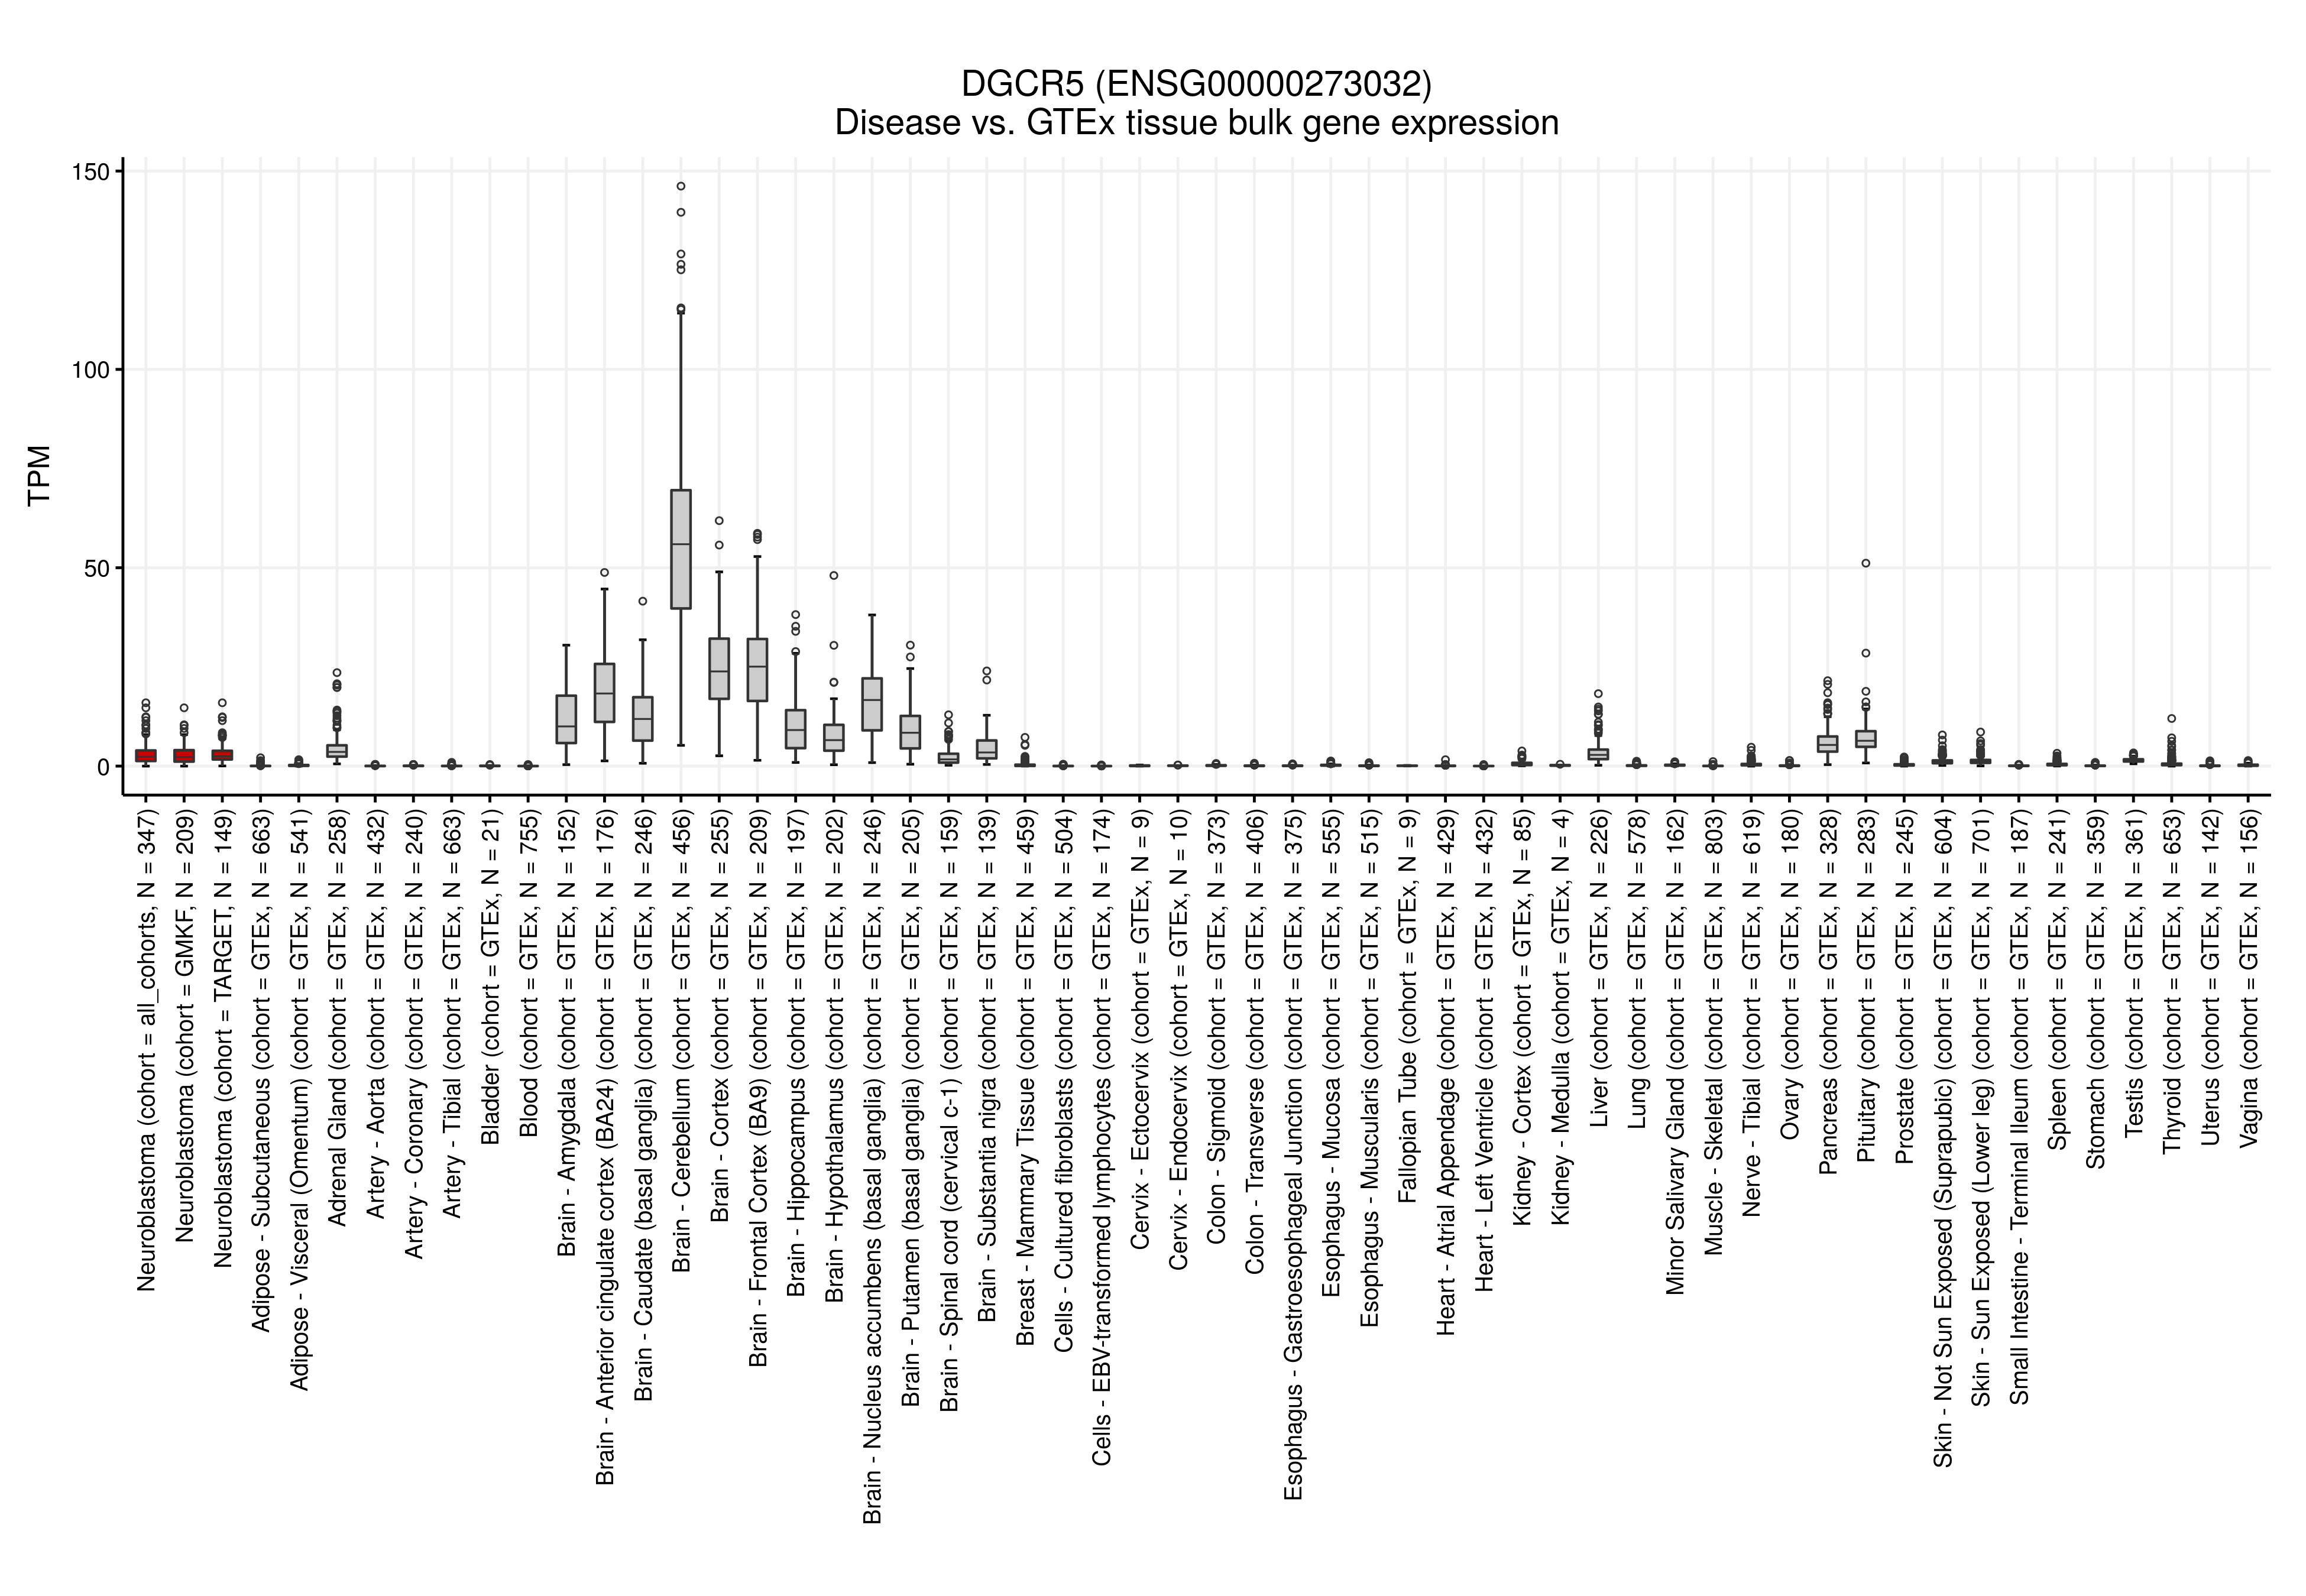 DGCR5 (ENSG00000273032)
Disease vs. GTEx tissue bulk gene expression
TPM
150
100
50
0
Neuroblastoma (cohort = all_cohorts, N = 347)
Neuroblastoma (cohort = GMKF, N = 209)
Neuroblastoma (cohort = TARGET, N = 149)
Adipose - Subcutaneous (cohort = GTEx, N = 663)
Adipose - Visceral (Omentum) (cohort = GTEx, N = 541)
Adrenal Gland (cohort = GTEx, N = 258)
Artery - Aorta (cohort = GTEx, N = 432)
Artery - Coronary (cohort = GTEx, N = 240)
Artery - Tibial (cohort = GTEx, N = 663)
Bladder (cohort = GTEx, N = 21)
Blood (cohort = GTEx, N = 755)
Brain - Amygdala (cohort = GTEx, N = 152)
Brain - Anterior cingulate cortex (BA24) (cohort = GTEx, N = 176)
Brain - Caudate (basal ganglia) (cohort = GTEx, N = 246)
Brain - Cerebellum (cohort = GTEx, N = 456)
Brain - Cortex (cohort = GTEx, N = 255)
Brain - Frontal Cortex (BA9) (cohort = GTEx, N = 209)
Brain - Hippocampus (cohort = GTEx, N = 197)
Brain - Hypothalamus (cohort = GTEx, N = 202)
Brain - Nucleus accumbens (basal ganglia) (cohort = GTEx, N = 246)
Brain - Putamen (basal ganglia) (cohort = GTEx, N = 205)
Brain - Spinal cord (cervical c-1) (cohort = GTEx, N = 159)
Brain - Substantia nigra (cohort = GTEx, N = 139)
Breast - Mammary Tissue (cohort = GTEx, N = 459)
Cells - Cultured fibroblasts (cohort = GTEx, N = 504)
Cells - EBV-transformed lymphocytes (cohort = GTEx, N = 174)
Cervix - Ectocervix (cohort = GTEx, N = 9)
Cervix - Endocervix (cohort = GTEx, N = 10)
Colon - Sigmoid (cohort = GTEx, N = 373)
Colon - Transverse (cohort = GTEx, N = 406)
Esophagus - Gastroesophageal Junction (cohort = GTEx, N = 375)
Esophagus - Mucosa (cohort = GTEx, N = 555)
Esophagus - Muscularis (cohort = GTEx, N = 515)
Fallopian Tube (cohort = GTEx, N = 9)
Heart - Atrial Appendage (cohort = GTEx, N = 429)
Heart - Left Ventricle (cohort = GTEx, N = 432)
Kidney - Cortex (cohort = GTEx, N = 85)
Kidney - Medulla (cohort = GTEx, N = 4)
Liver (cohort = GTEx, N = 226)
Lung (cohort = GTEx, N = 578)
Minor Salivary Gland (cohort = GTEx, N = 162)
Muscle - Skeletal (cohort = GTEx, N = 803)
Nerve - Tibial (cohort = GTEx, N = 619)
Ovary (cohort = GTEx, N = 180)
Pancreas (cohort = GTEx, N = 328)
Pituitary (cohort = GTEx, N = 283)
Prostate (cohort = GTEx, N = 245)
Skin - Not Sun Exposed (Suprapubic) (cohort = GTEx, N = 604)
Skin - Sun Exposed (Lower leg) (cohort = GTEx, N = 701)
Small Intestine - Terminal Ileum (cohort = GTEx, N = 187)
Spleen (cohort = GTEx, N = 241)
Stomach (cohort = GTEx, N = 359)
Testis (cohort = GTEx, N = 361)
Thyroid (cohort = GTEx, N = 653)
Uterus (cohort = GTEx, N = 142)
Vagina (cohort = GTEx, N = 156)